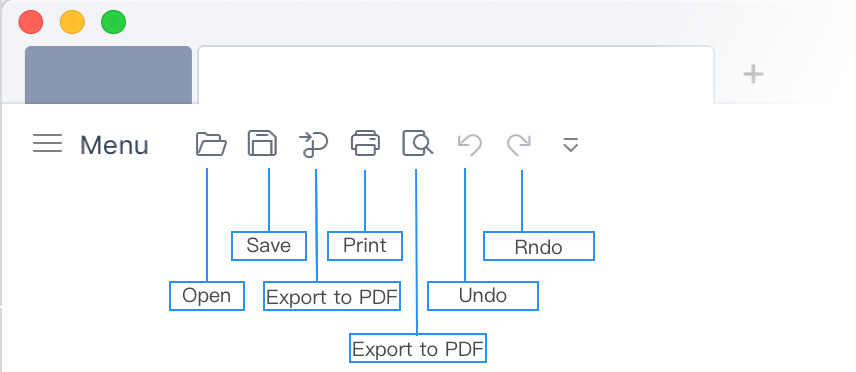 Menu
Save
Print
Rndo
Open
Export to PDF
Undo
Export to PDF